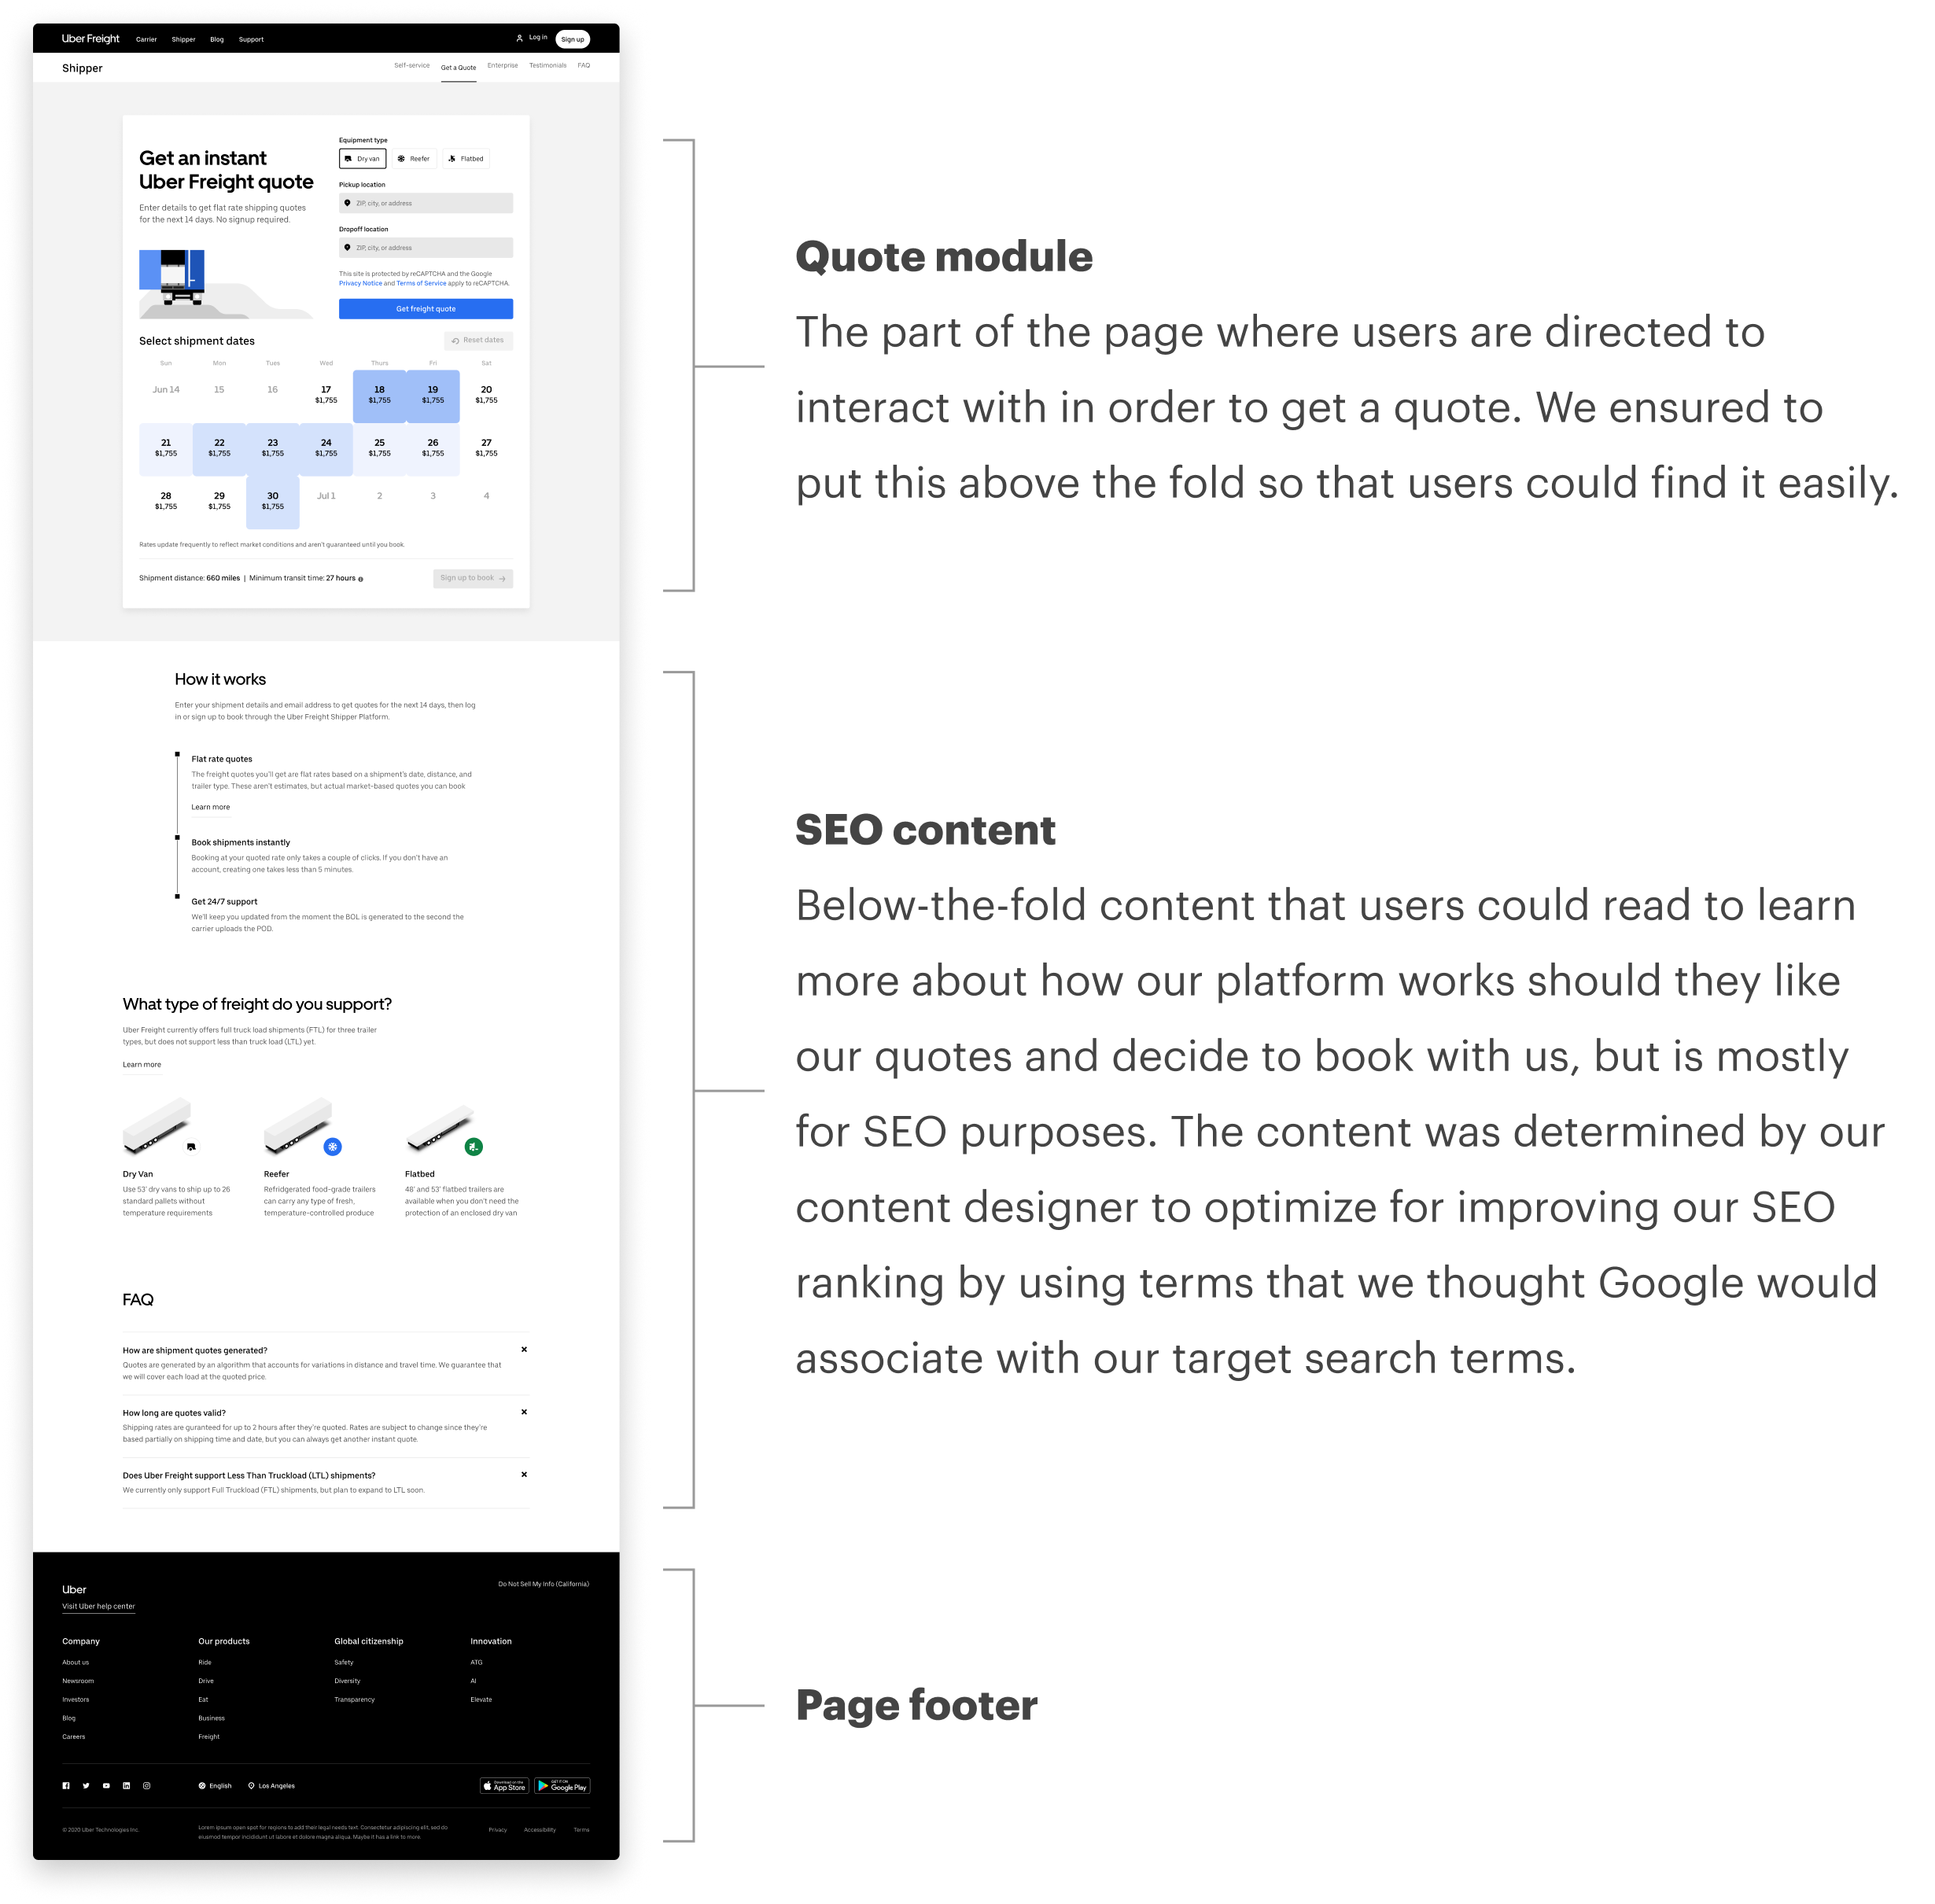 Uber Freight
Carrier
Shipper
Blog
Support
Log in
Sign up
Shipper
Self-service
Get a Quote
Enterprise
Testimonials
FAQ
Get an instant
Uber Freight quote
Enter details to get flat rate shipping quotes
for the next 14 days. No signup required.
Equipment type
Dry van
Reefer
Flatbed
Pickup location
ZIP, city, or address
Dropoff location
ZIP, city, or address
This site is protected by reCAPTCHA and the Google
Privacy Notice and Terms of Service apply to reCAPTCHA.
Get freight quote
Select shipment dates
Reset dates
Sun Mon Tues Wed Thurs Fri Sat
Jun 14 15 16 17 18 19 20
$1,755 $1,755 $1,755 $1,755
21 22 23 24 25 26 27
$1,755 $1,755 $1,755 $1,755 $1,755 $1,755 $1,755
28 29 30 Jul 1 2 3 4
$1,755 $1,755 $1,755
Rates update frequently to reflect market conditions and aren't guaranteed until you book.
Shipment distance: 660 miles | Minimum transit time: 27 hours
Sign up to book
Quote module
The part of the page where users are directed to
interact with in order to get a quote. We ensured to
put this above the fold so that users could find it easily.
How it works
Enter your shipment details and email address to get quotes for the next 14 days, then log
in or sign up to book through the Uber Freight Shipper Platform.
Flat rate quotes
The freight quotes you'll get are flat rates based on a shipment's date, distance, and
trailer type. These aren't estimates, but actual market-based quotes you can book
Learn more
Book shipments instantly
Booking at your quoted rate only takes a couple of clicks. If you don't have an
account, creating one takes less than 5 minutes.
Get 24/7 support
We'll keep you updated from the moment the BOL is generated to the second the
carrier uploads the POD.
What type of freight do you support?
Uber Freight currently offers full truck load shipments (FTL) for three trailer
types, but does not support less than truck load (LTL) yet.
Learn more
Dry Van
Use 53' dry vans to ship up to 26
standard pallets without
temperature requirements
Reefer
Refridgerated food-grade trailers
can carry any type of fresh,
temperature-controlled produce
Flatbed
48' and 53' flatbed trailers are
available when you don't need the
protection of an enclosed dry van
FAQ
How are shipment quotes generated?
Quotes are generated by an algorithm that accounts for variations in distance and travel time. We guarantee that
we will cover each load at the quoted price.
How long are quotes valid?
Shipping rates are guranteed for up to 2 hours after they're quoted. Rates are subject to change since they're
based partially on shipping time and date, but you can always get another instant quote.
Does Uber Freight support Less Than Truckload (LTL) shipments?
We currently only support Full Truckload (FTL) shipments, but plan to expand to LTL soon.
SEO content
Below-the-fold content that users could read to learn
more about how our platform works should they like
our quotes and decide to book with us, but is mostly
for SEO purposes. The content was determined by our
content designer to optimize for improving our SEO
ranking by using terms that we thought Google would
associate with our target search terms.
Uber
Do Not Sell My Info (California)
Visit Uber help center
Company
About us
Newsroom
Investors
Blog
Careers
Our products
Ride
Drive
Eat
Business
Freight
Global citizenship
Safety
Diversity
Transparency
Innovation
ATG
AI
Elevate
English
Los Angeles
Download on the
App Store
GET IT ON
Google Play
© 2020 Uber Technologies Inc.
Lorem ipsum open spot for regions to add their legal needs text. Consectetur adipiscing elit, sed do
eiusmod tempor incididunt ut labore et dolore magna aliqua. Maybe it has a link to more.
Privacy
Accessibility
Terms
Page footer